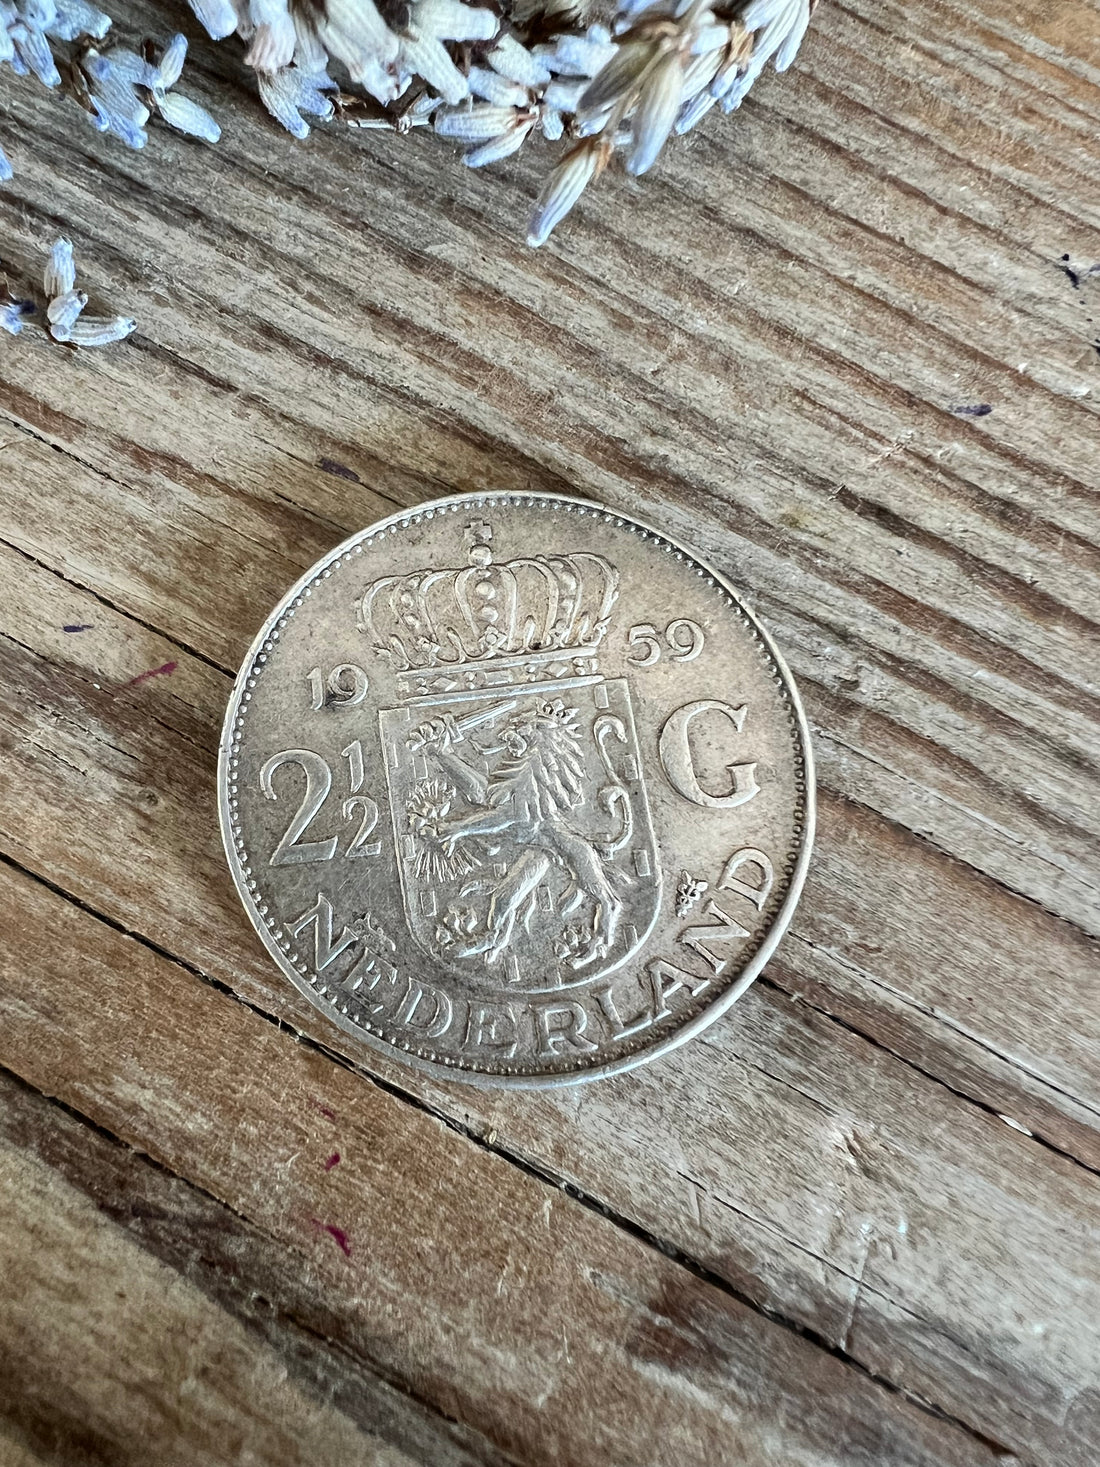 19 59
2½ G
NEDERLAND